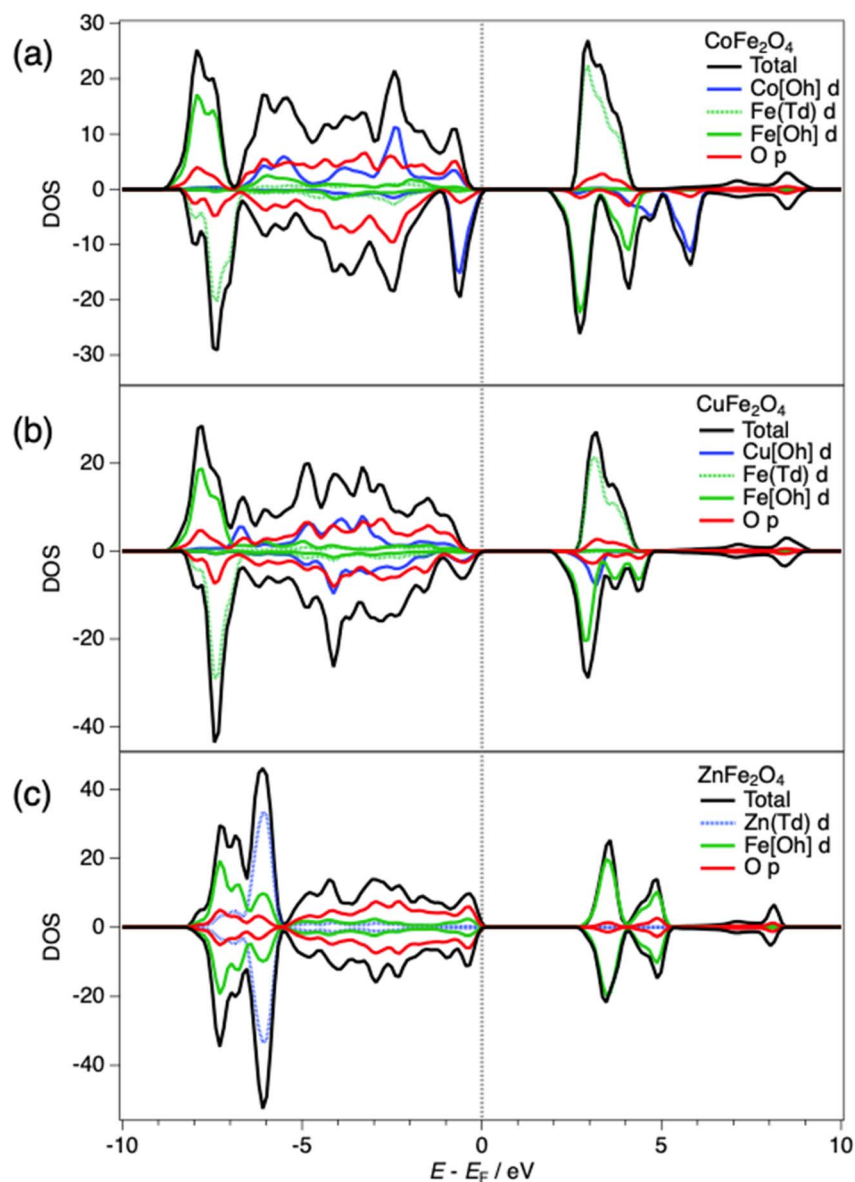 (a)
CoFe₂O₄
Total
Co[Oh] d
Fe(Td) d
Fe[Oh] d
O p
30
20
10
0
-10
-20
-30
DOS
(b)
CuFe₂O₄
Total
Cu[Oh] d
Fe(Td) d
Fe[Oh] d
O p
20
0
-20
-40
DOS
(c)
ZnFe₂O₄
Total
Zn(Td) d
Fe[Oh] d
O p
40
20
0
-20
-40
DOS
-10 -5 0 5 10
E - E_F / eV